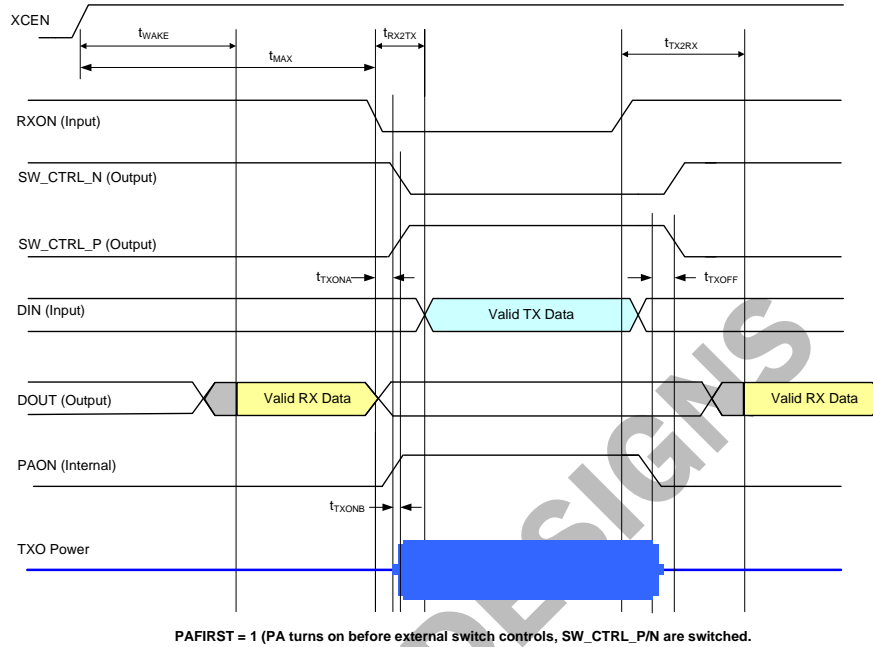 XCEN
tWAKE
tRX2TX
tMAX
tTX2RX
RXON (Input)
SW_CTRL_N (Output)
SW_CTRL_P (Output)
tTXONA
tTXOFF
DIN (Input)
Valid TX Data
DOUT (Output)
Valid RX Data
Valid RX Data
PAON (Internal)
tTXONB
TXO Power
DESIGNS
PAFIRST = 1 (PA turns on before external switch controls, SW_CTRL_P/N are switched.